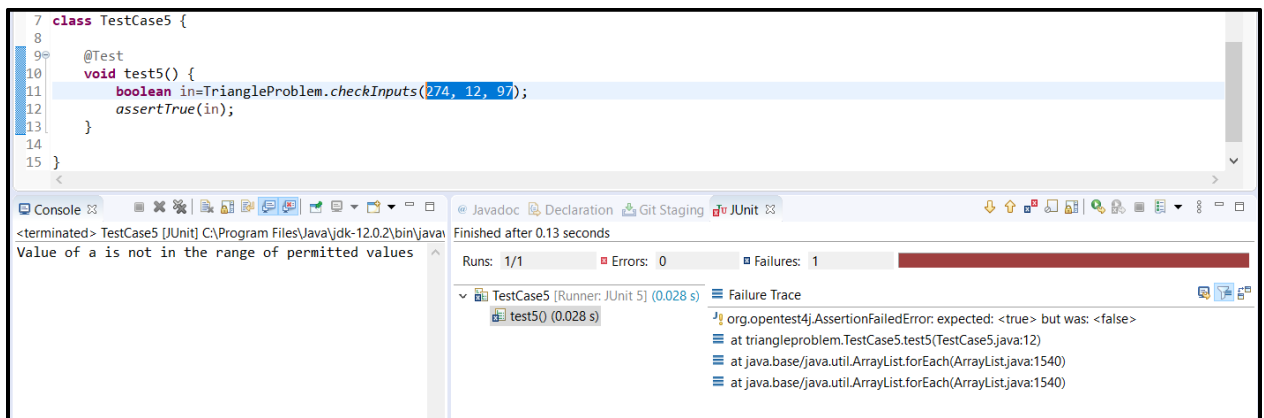 7 class TestCase5 {
8
9 @Test
10 void test5() {
11 boolean in=TriangleProblem.checkInputs(274, 12, 97);
12 assertTrue(in);
13 }
14
15 }
Console
<terminated> TestCase5 [JUnit] C:\Program Files\Java\jdk-12.0.2\bin\javaw
Value of a is not in the range of permitted values
@ Javadoc Declaration Git Staging JUnit
Finished after 0.13 seconds
Runs: 1/1 Errors: 0 Failures: 1
TestCase5 [Runner: JUnit 5] (0.028 s)
test5() (0.028 s)
Failure Trace
org.opentest4j.AssertionFailedError: expected: <true> but was: <false>
at triangleproblem.TestCase5.test5(TestCase5.java:12)
at java.base/java.util.ArrayList.forEach(ArrayList.java:1540)
at java.base/java.util.ArrayList.forEach(ArrayList.java:1540)